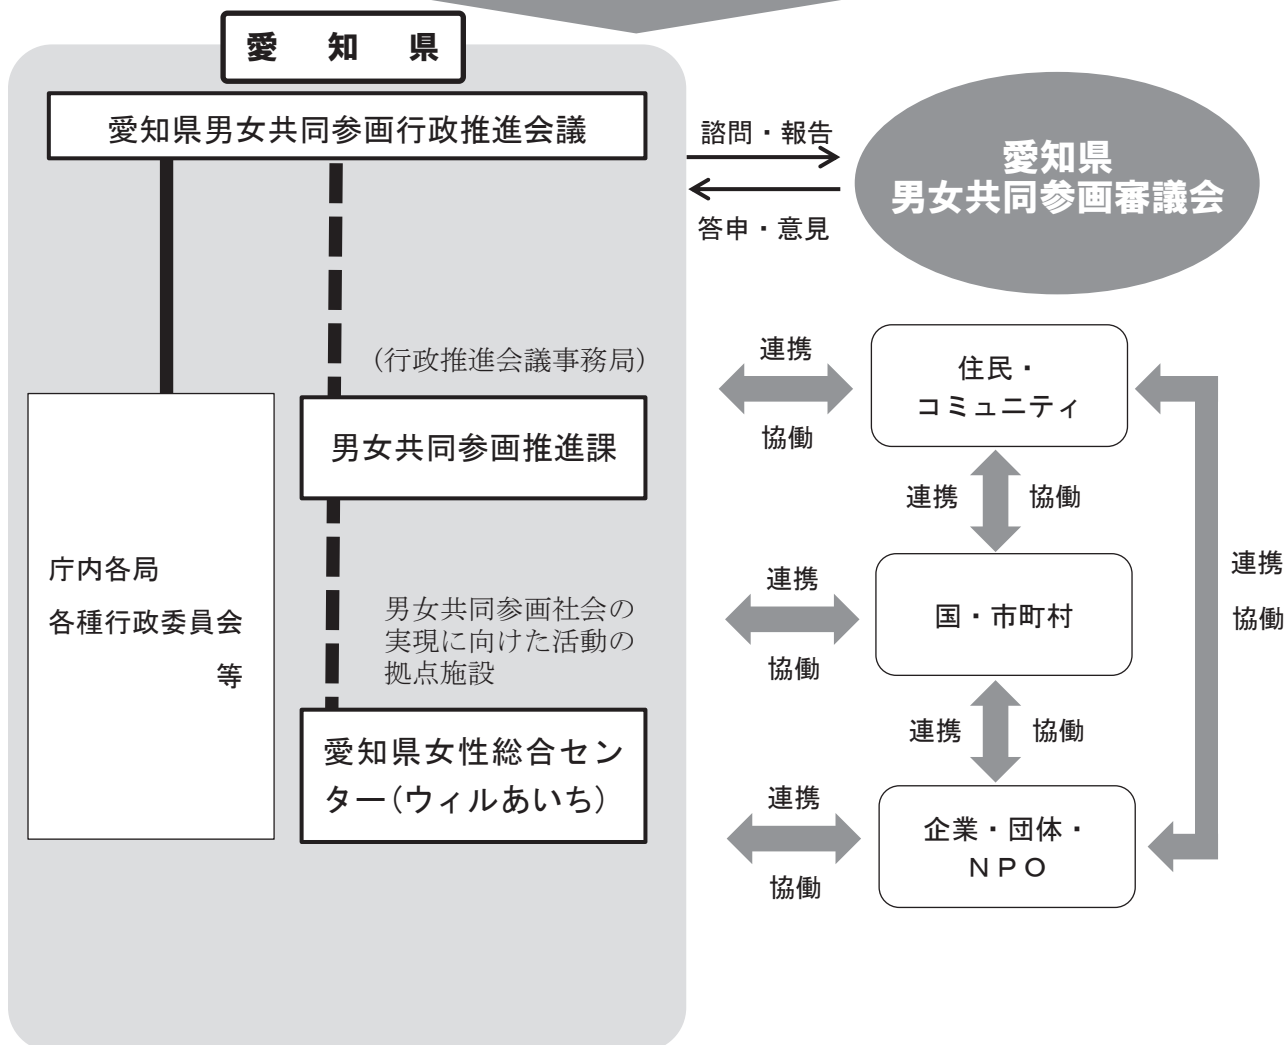 愛知県
愛知県男女共同参画行政推進会議
諮問・報告
答申・意見
愛知県
男女共同参画審議会
(行政推進会議事務局)
男女共同参画推進課
庁内各局
各種行政委員会
等
男女共同参画社会の
実現に向けた活動の
拠点施設
愛知県女性総合セン
ター(ウィルあいち)
連携
協働
住民・
コミュニティ
連携 協働
連携
協働
国・市町村
連携
協働
連携 協働
連携
協働
企業・団体・
NPO